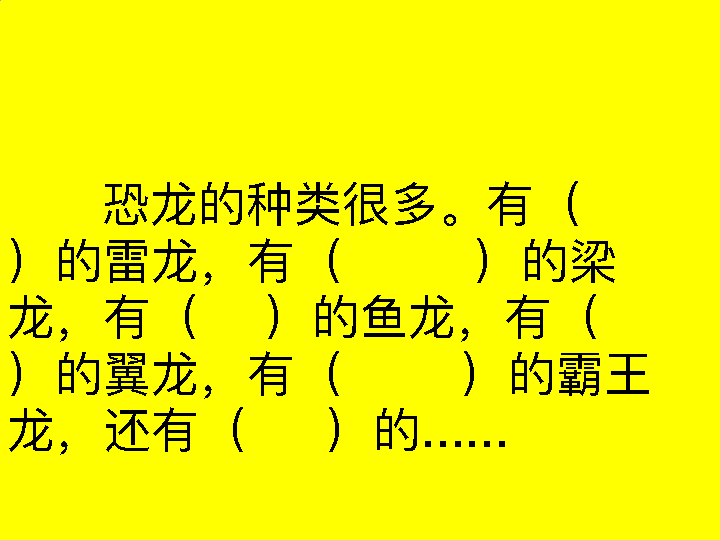 恐龙的种类很多。有（
）的雷龙，有（          ）的梁
龙，有（     ）的鱼龙，有（
）的翼龙，有（         ）的霸王
龙，还有（      ）的……